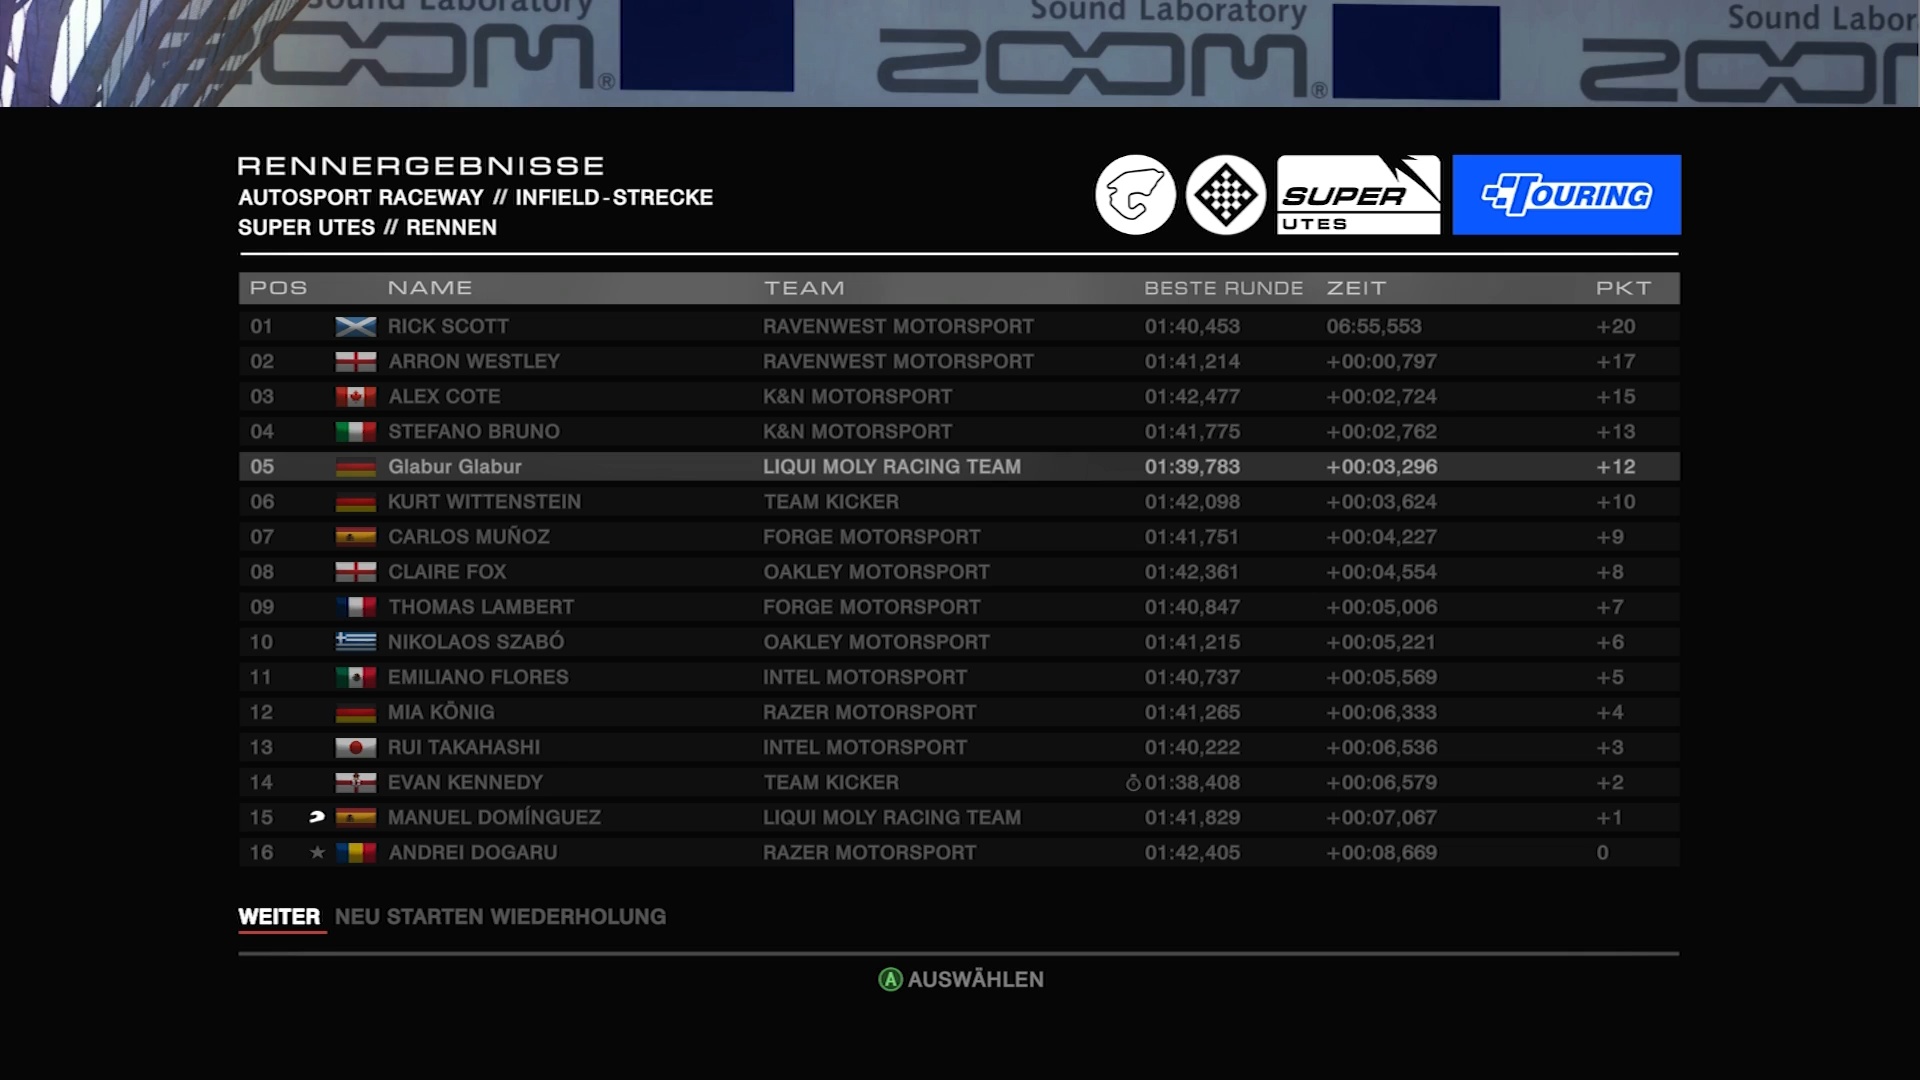 Sound Laboratory Sound Laboratory Sound Labor
ZOOM® ZOOM® ZOOM
RENNERGEBNISSE
AUTOSPORT RACEWAY // INFIELD-STRECKE
SUPER UTES // RENNEN
SUPER UTES TOURING
POS NAME TEAM BESTE RUNDE ZEIT PKT
01 RICK SCOTT RAVENWEST MOTORSPORT 01:40,453 06:55,553 +20
02 ARRON WESTLEY RAVENWEST MOTORSPORT 01:41,214 +00:00,797 +17
03 ALEX COTE K&N MOTORSPORT 01:42,477 +00:02,724 +15
04 STEFANO BRUNO K&N MOTORSPORT 01:41,775 +00:02,762 +13
05 Glabur Glabur LIQUI MOLY RACING TEAM 01:39,783 +00:03,296 +12
06 KURT WITTENSTEIN TEAM KICKER 01:42,098 +00:03,624 +10
07 CARLOS MUÑOZ FORGE MOTORSPORT 01:41,751 +00:04,227 +9
08 CLAIRE FOX OAKLEY MOTORSPORT 01:42,361 +00:04,554 +8
09 THOMAS LAMBERT FORGE MOTORSPORT 01:40,847 +00:05,006 +7
10 NIKOLAOS SZABÓ OAKLEY MOTORSPORT 01:41,215 +00:05,221 +6
11 EMILIANO FLORES INTEL MOTORSPORT 01:40,737 +00:05,569 +5
12 MIA KÖNIG RAZER MOTORSPORT 01:41,265 +00:06,333 +4
13 RUI TAKAHASHI INTEL MOTORSPORT 01:40,222 +00:06,536 +3
14 EVAN KENNEDY TEAM KICKER 01:38,408 +00:06,579 +2
15 MANUEL DOMÍNGUEZ LIQUI MOLY RACING TEAM 01:41,829 +00:07,067 +1
16 ANDREI DOGARU RAZER MOTORSPORT 01:42,405 +00:08,669 0
WEITER NEU STARTEN WIEDERHOLUNG
A AUSWÄHLEN